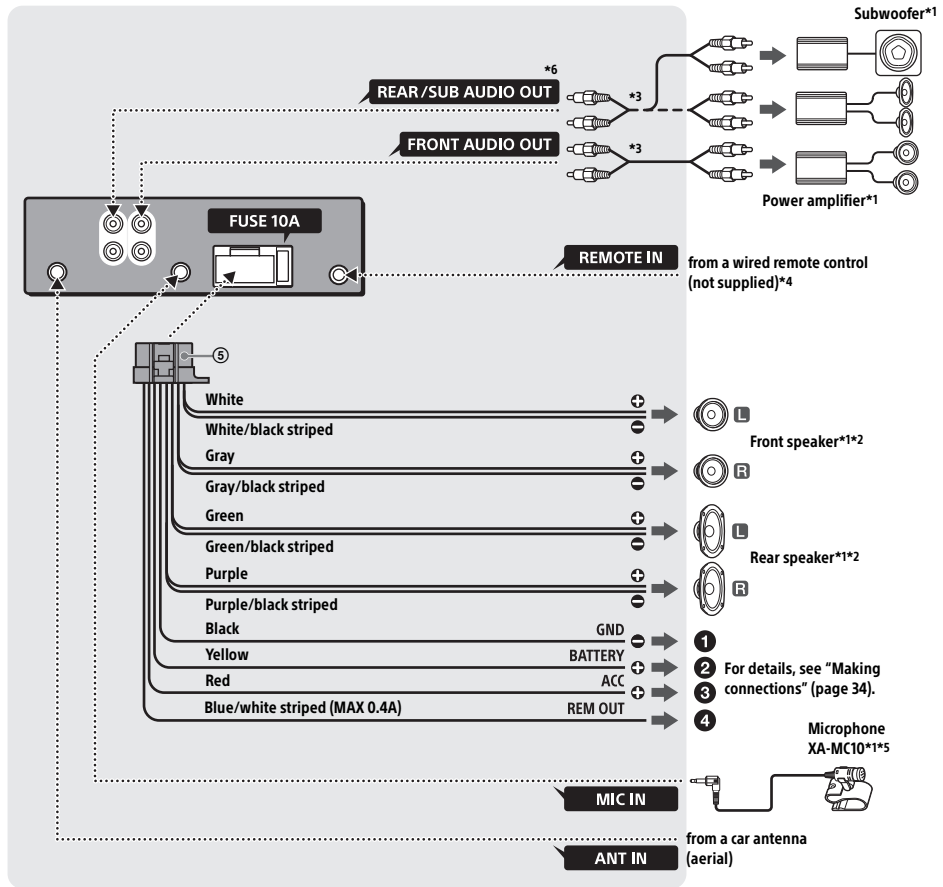 Subwoofer*1
*6
REAR/SUB AUDIO OUT
*3
FRONT AUDIO OUT
*3
Power amplifier*1
FUSE 10A
REMOTE IN
from a wired remote control
(not supplied)*4
⑤
White
White/black striped
L
Front speaker*1*2
Gray
Gray/black striped
R
Green
Green/black striped
L
Rear speaker*1*2
Purple
Purple/black striped
R
Black GND ❶
Yellow BATTERY ❷
For details, see "Making
connections" (page 34).
Red ACC ❸
Blue/white striped (MAX 0.4A) REM OUT ❹
Microphone
XA-MC10*1*5
MIC IN
from a car antenna
(aerial)
ANT IN